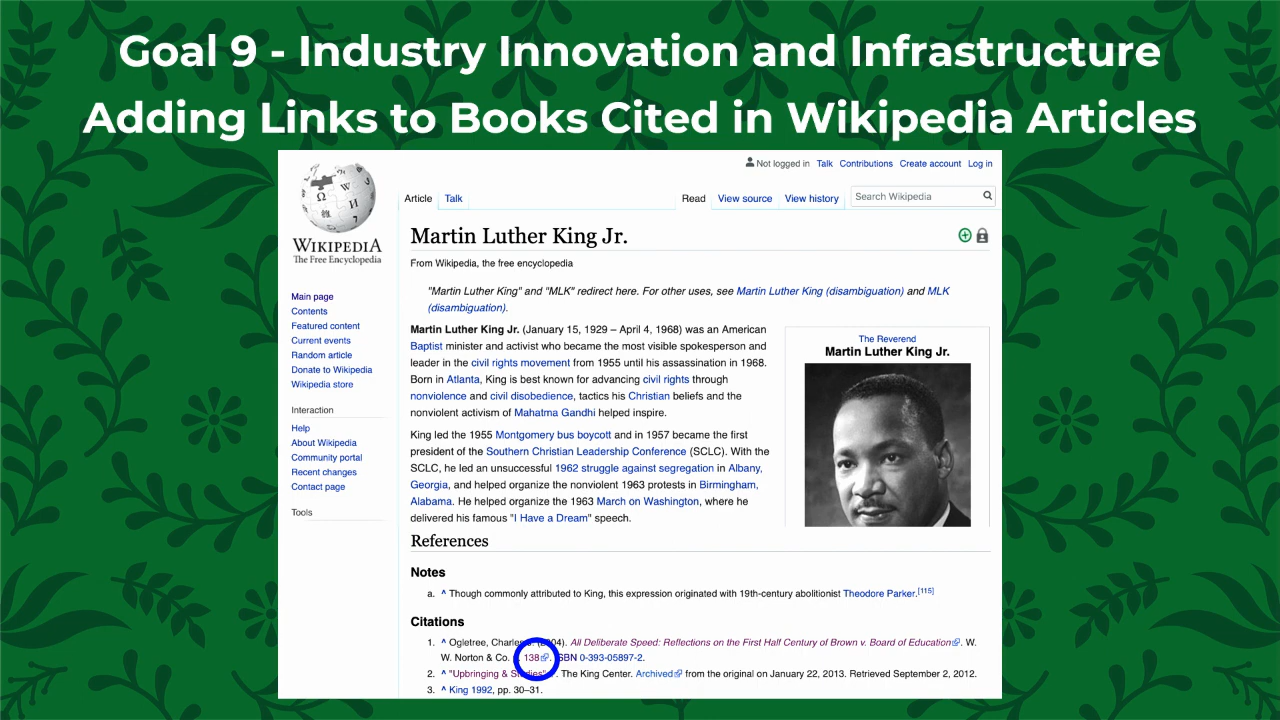 Goal 9 - Industry Innovation and Infrastructure
Adding Links to Books Cited in Wikipedia Articles
Not logged in Talk Contributions Create account Log in
Article Talk Read View source View history Search Wikipedia
WIKIPEDIA
The Free Encyclopedia
Main page
Contents
Featured content
Current events
Random article
Donate to Wikipedia
Wikipedia store
Interaction
Help
About Wikipedia
Community portal
Recent changes
Contact page
Tools
Martin Luther King Jr.
From Wikipedia, the free encyclopedia
"Martin Luther King" and "MLK" redirect here. For other uses, see Martin Luther King (disambiguation) and MLK
(disambiguation).
Martin Luther King Jr. (January 15, 1929 – April 4, 1968) was an American
Baptist minister and activist who became the most visible spokesperson and
leader in the civil rights movement from 1955 until his assassination in 1968.
Born in Atlanta, King is best known for advancing civil rights through
nonviolence and civil disobedience, tactics his Christian beliefs and the
nonviolent activism of Mahatma Gandhi helped inspire.
King led the 1955 Montgomery bus boycott and in 1957 became the first
president of the Southern Christian Leadership Conference (SCLC). With the
SCLC, he led an unsuccessful 1962 struggle against segregation in Albany,
Georgia, and helped organize the nonviolent 1963 protests in Birmingham,
Alabama. He helped organize the 1963 March on Washington, where he
delivered his famous "I Have a Dream" speech.
The Reverend
Martin Luther King Jr.
References
Notes
a. ^ Though commonly attributed to King, this expression originated with 19th-century abolitionist Theodore Parker.[115]
Citations
1. ^ Ogletree, All Deliberate Speed: Reflections on the First Half Century of Brown v. Board of Education. W.
W. Norton & Co. 138 ISBN 0-393-05897-2.
2. ^ "Upbringing & The King Center. Archived from the original on January 22, 2013. Retrieved September 2, 2012.
3. ^ King 1992, pp. 30–31.